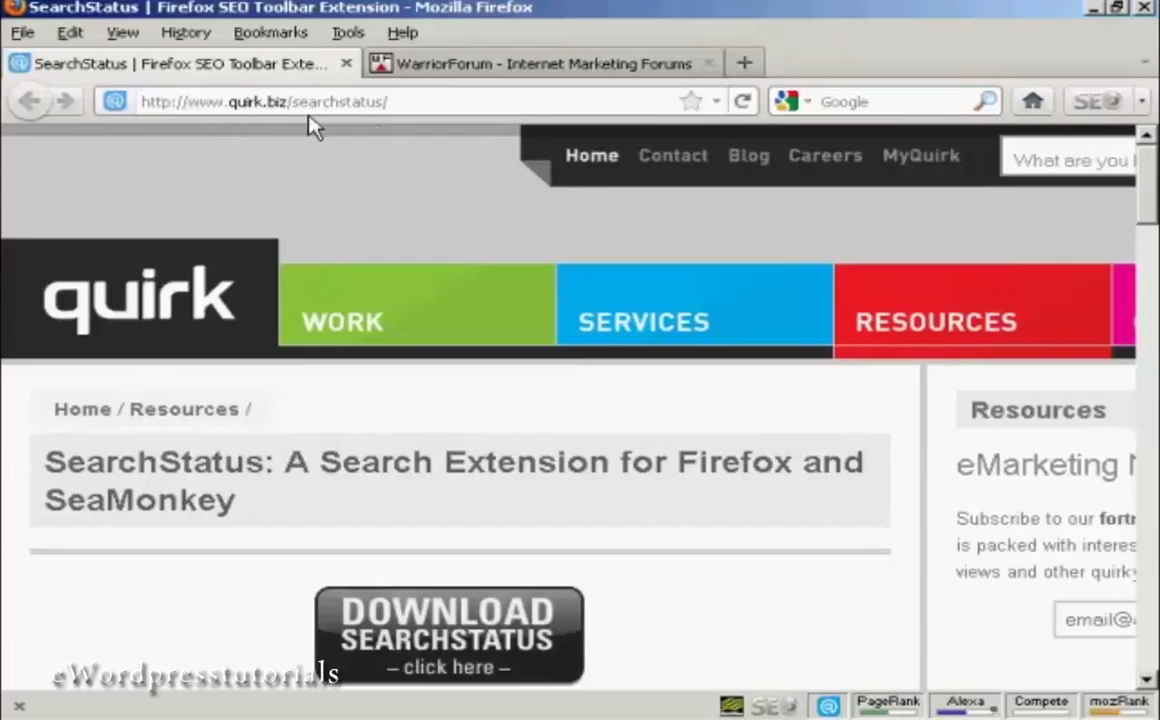 SearchStatus | Firefox SEO Toolbar Extension - Mozilla Firefox
File Edit View History Bookmarks Tools Help
SearchStatus | Firefox SEO Toolbar Exte... WarriorForum - Internet Marketing Forums
http://www.quirk.biz/searchstatus/ Google SEO
Home Contact Blog Careers MyQuirk What are you
quirk WORK SERVICES RESOURCES
Home / Resources /
Resources
SearchStatus: A Search Extension for Firefox and
SeaMonkey
eMarketing
Subscribe to our fortn
is packed with interes
views and other quirky
DOWNLOAD
SEARCHSTATUS
– click here –
email@
eWordpresstutorials
SEO PageRank Alexa Compete mozRank